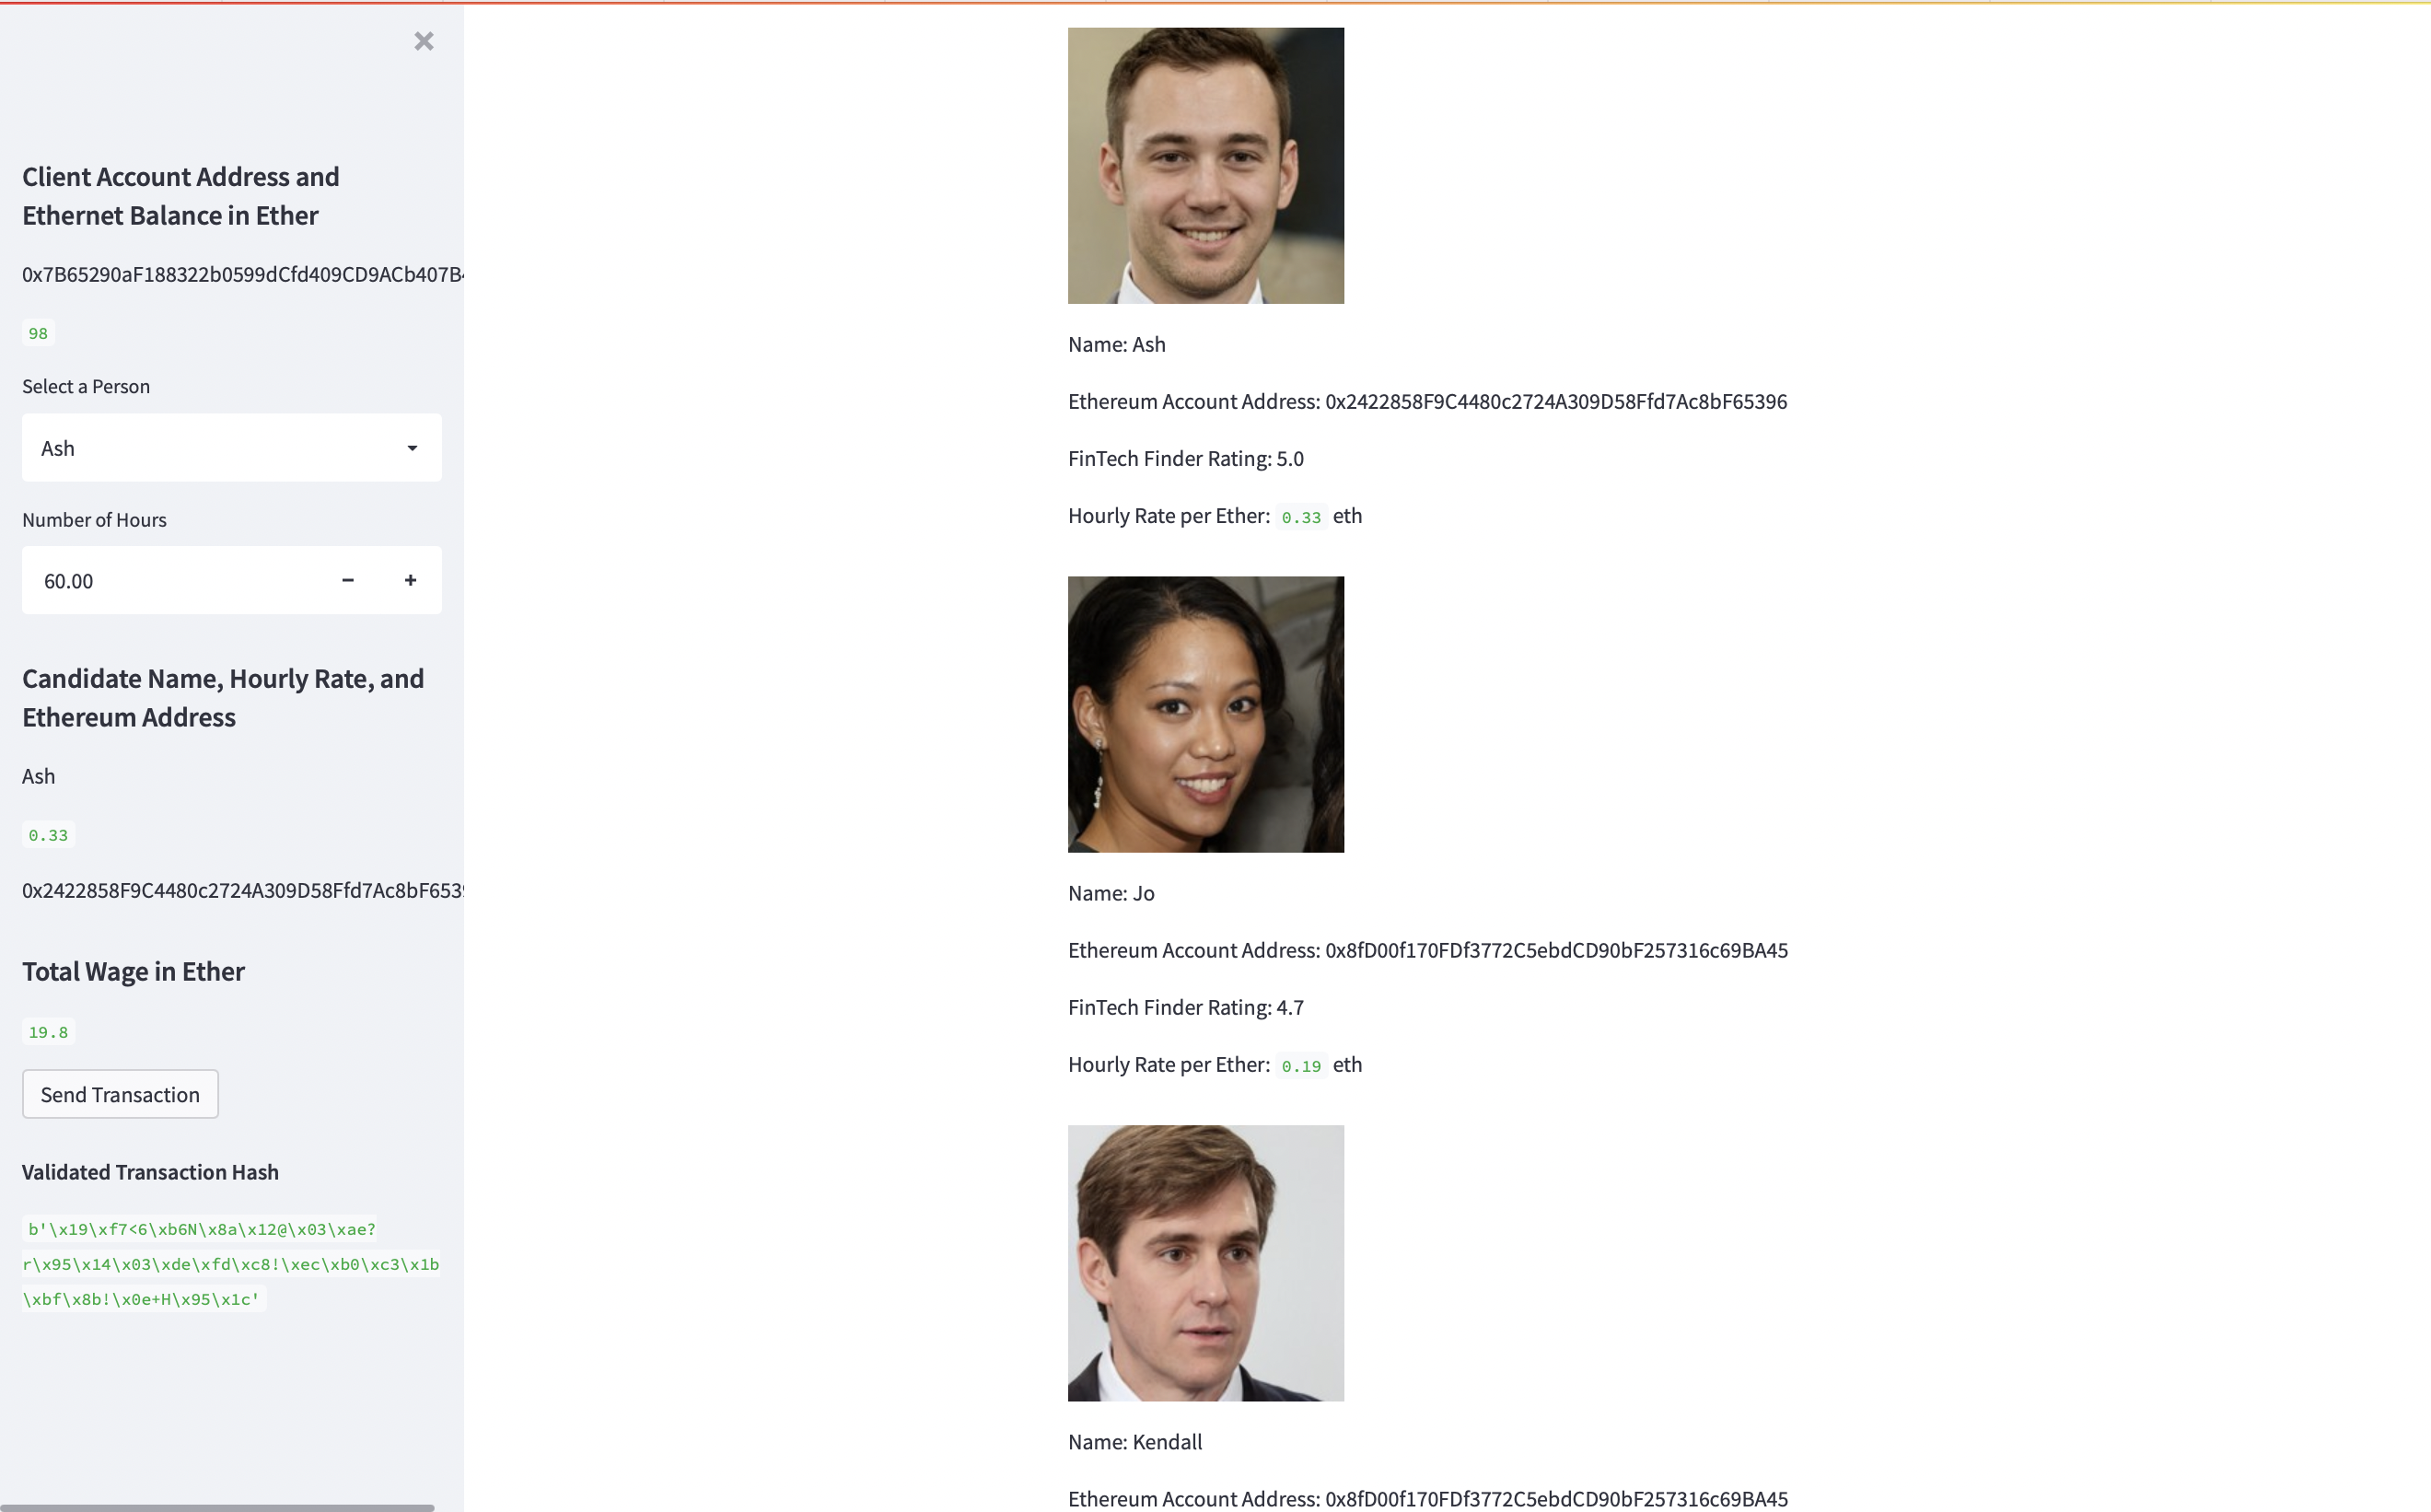 Client Account Address and
Ethernet Balance in Ether
0x7B65290aF188322b0599dCfd409CD9ACb407B4
98
Select a Person
Ash
Number of Hours
60.00
Candidate Name, Hourly Rate, and
Ethereum Address
Ash
0.33
0x2422858F9C4480c2724A309D58Ffd7Ac8bF6539
Total Wage in Ether
19.8
Send Transaction
Validated Transaction Hash
b'\x19\xf7<6\xb6N\x8a\x12@\x03\xae?
r\x95\x14\x03\xde\xfd\xc8!\xec\xb0\xc3\x1b
\xbf\x8b!\x0e+H\x95\x1c'
Name: Ash
Ethereum Account Address: 0x2422858F9C4480c2724A309D58Ffd7Ac8bF65396
FinTech Finder Rating: 5.0
Hourly Rate per Ether: 0.33 eth
Name: Jo
Ethereum Account Address: 0x8fD00f170FDf3772C5ebdCD90bF257316c69BA45
FinTech Finder Rating: 4.7
Hourly Rate per Ether: 0.19 eth
Name: Kendall
Ethereum Account Address: 0x8fD00f170FDf3772C5ebdCD90bF257316c69BA45